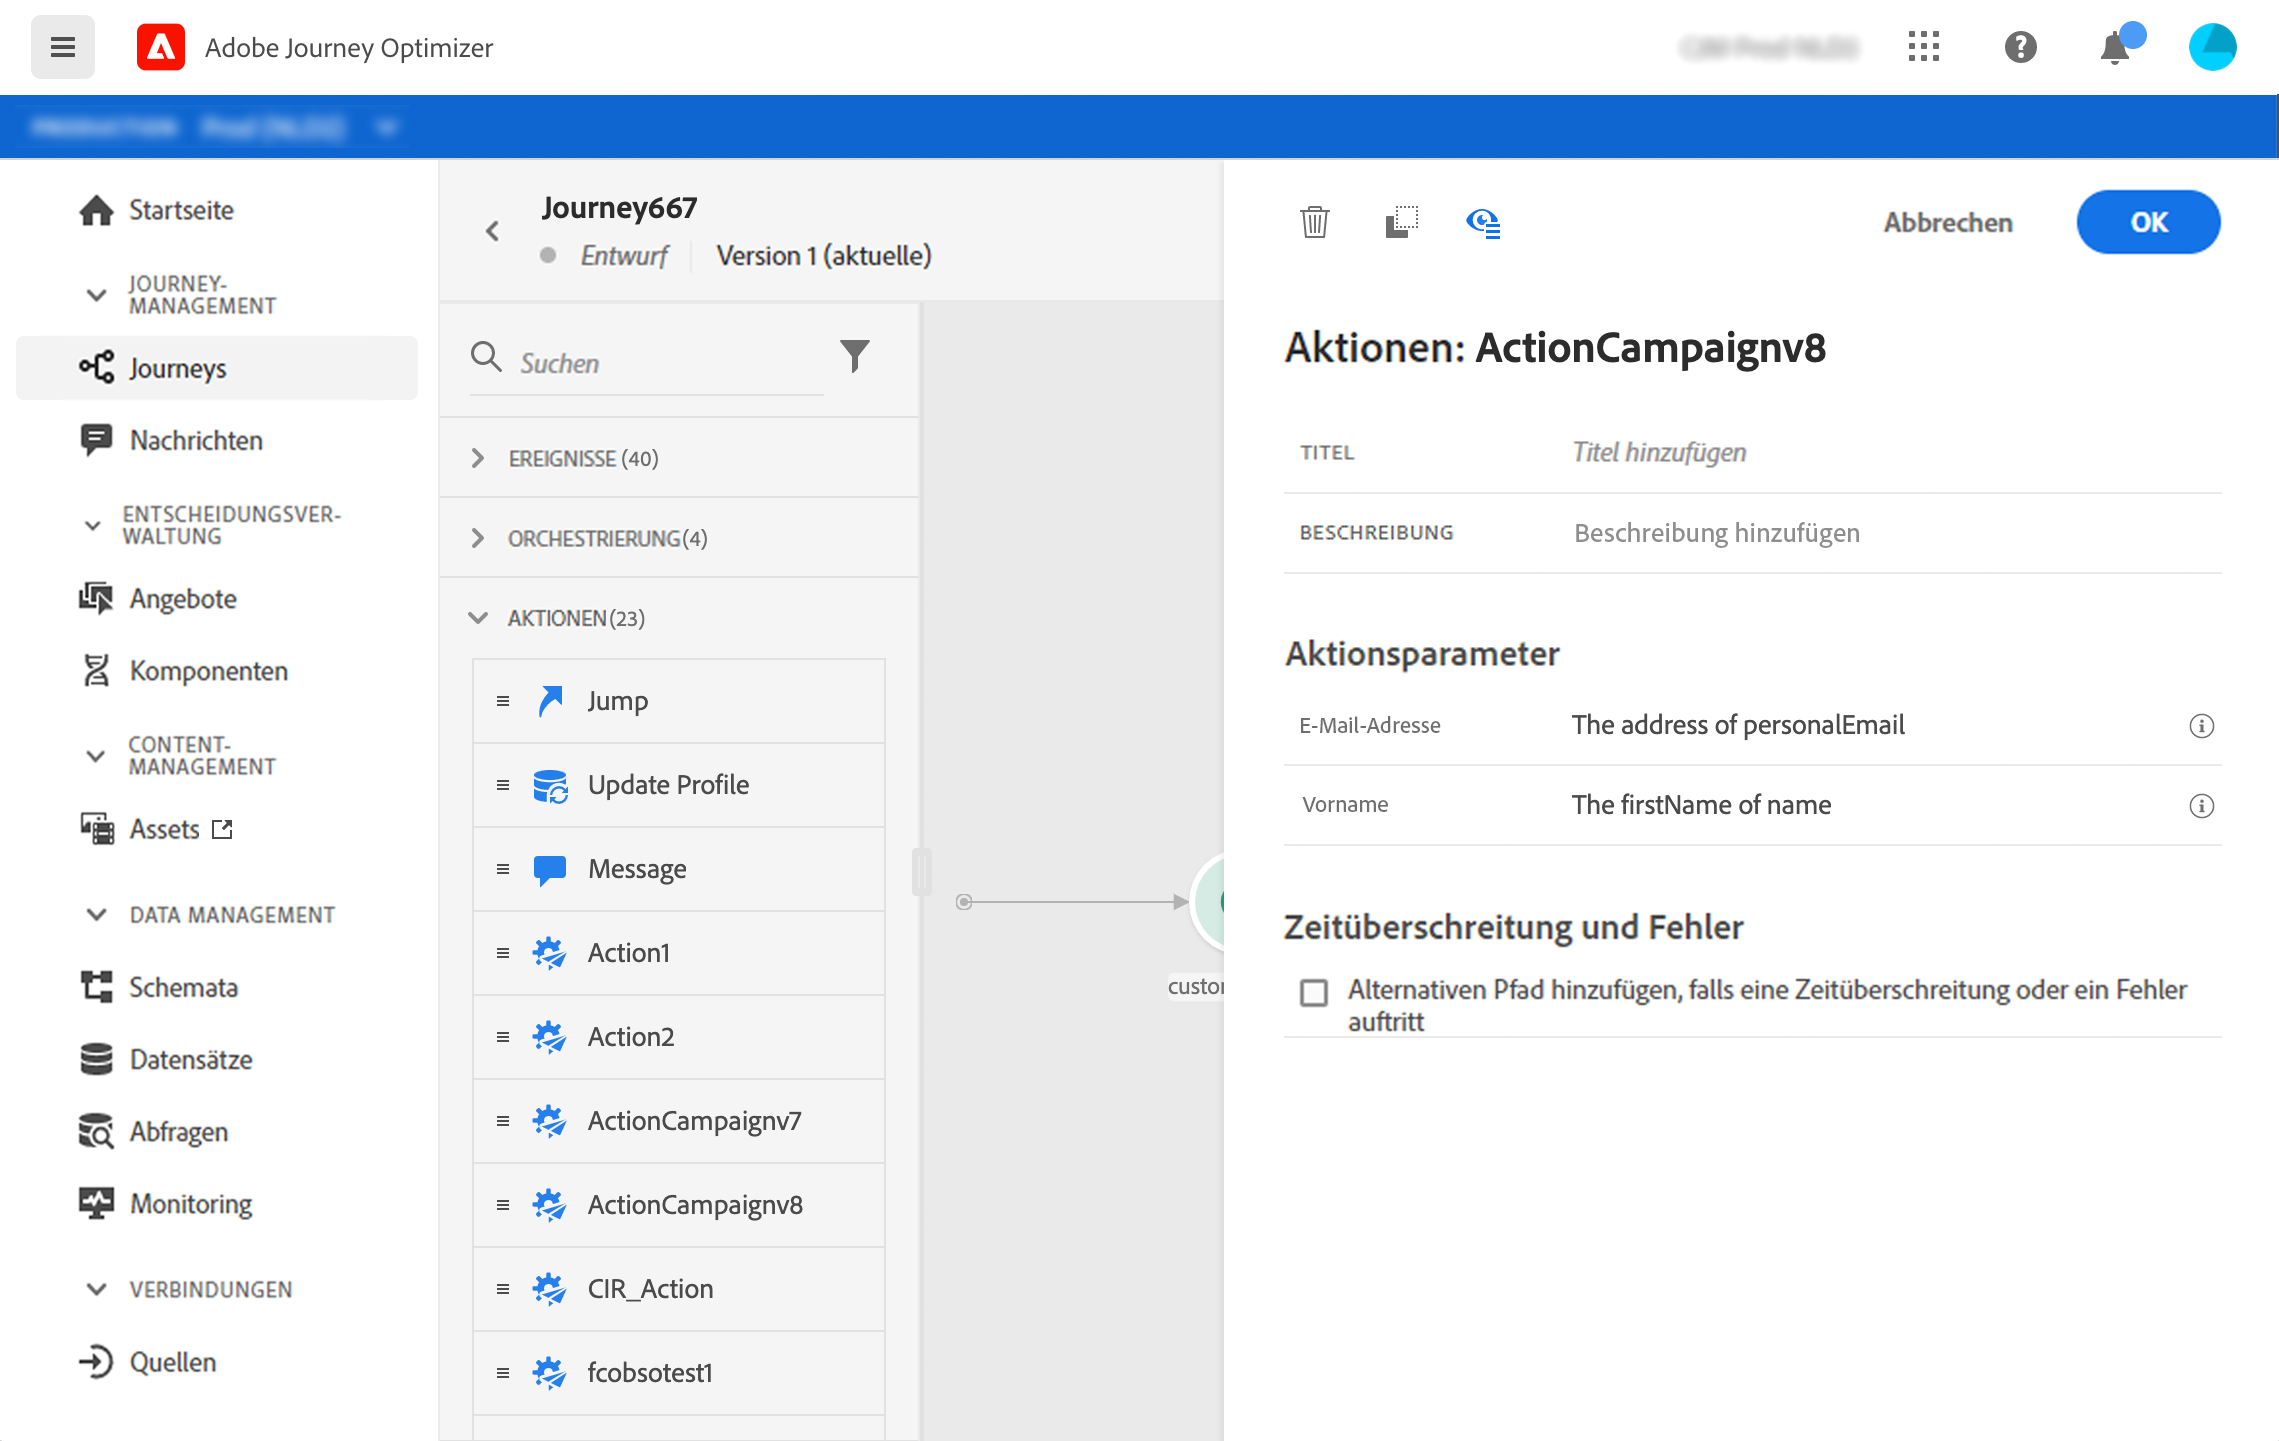 Adobe Journey Optimizer
Startseite
JOURNEY-
MANAGEMENT
Journeys
Nachrichten
ENTSCHEIDUNGSVER-
WALTUNG
Angebote
Komponenten
CONTENT-
MANAGEMENT
Assets
DATA MANAGEMENT
Schemata
Datensätze
Abfragen
Monitoring
VERBINDUNGEN
Quellen
Journey667
Entwurf
Version 1 (aktuelle)
Suchen
EREIGNISSE (40)
ORCHESTRIERUNG (4)
AKTIONEN (23)
Jump
Update Profile
Message
Action1
Action2
ActionCampaignv7
ActionCampaignv8
CIR_Action
fcobsotest1
custor
Abbrechen
OK
Aktionen: ActionCampaignv8
TITEL
Titel hinzufügen
BESCHREIBUNG
Beschreibung hinzufügen
Aktionsparameter
E-Mail-Adresse
The address of personalEmail
Vorname
The firstName of name
Zeitüberschreitung und Fehler
Alternativen Pfad hinzufügen, falls eine Zeitüberschreitung oder ein Fehler
auftritt